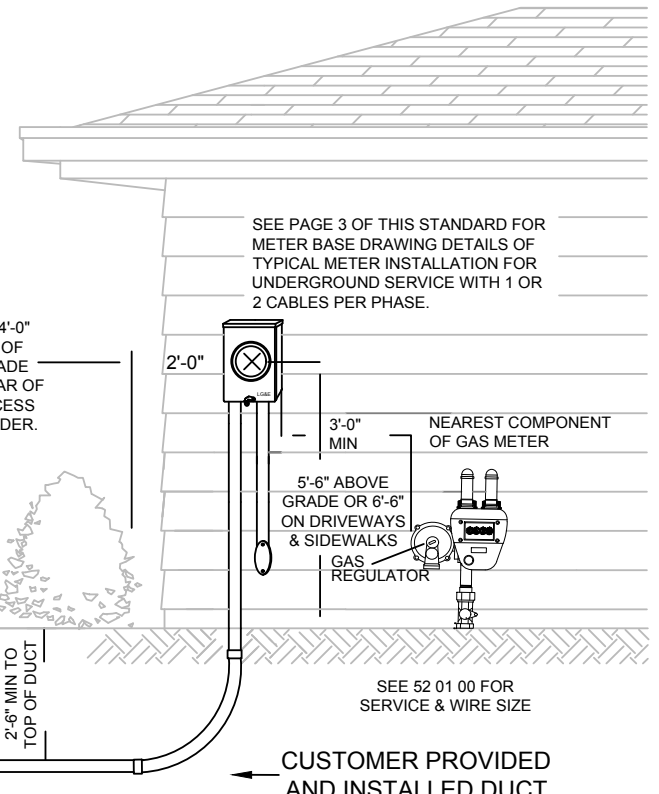 SEE PAGE 3 OF THIS STANDARD FOR
METER BASE DRAWING DETAILS OF
TYPICAL METER INSTALLATION FOR
UNDERGROUND SERVICE WITH 1 OR
2 CABLES PER PHASE.
4'-0"
OF
ADE
AR OF
CESS
DER.
2'-0"
LG&E
3'-0"
MIN
NEAREST COMPONENT
OF GAS METER
5'-6" ABOVE
GRADE OR 6'-6"
ON DRIVEWAYS
& SIDEWALKS
GAS
REGULATOR
2'-6" MIN TO
TOP OF DUCT
SEE 52 01 00 FOR
SERVICE & WIRE SIZE
CUSTOMER PROVIDED
AND INSTALLED DUCT